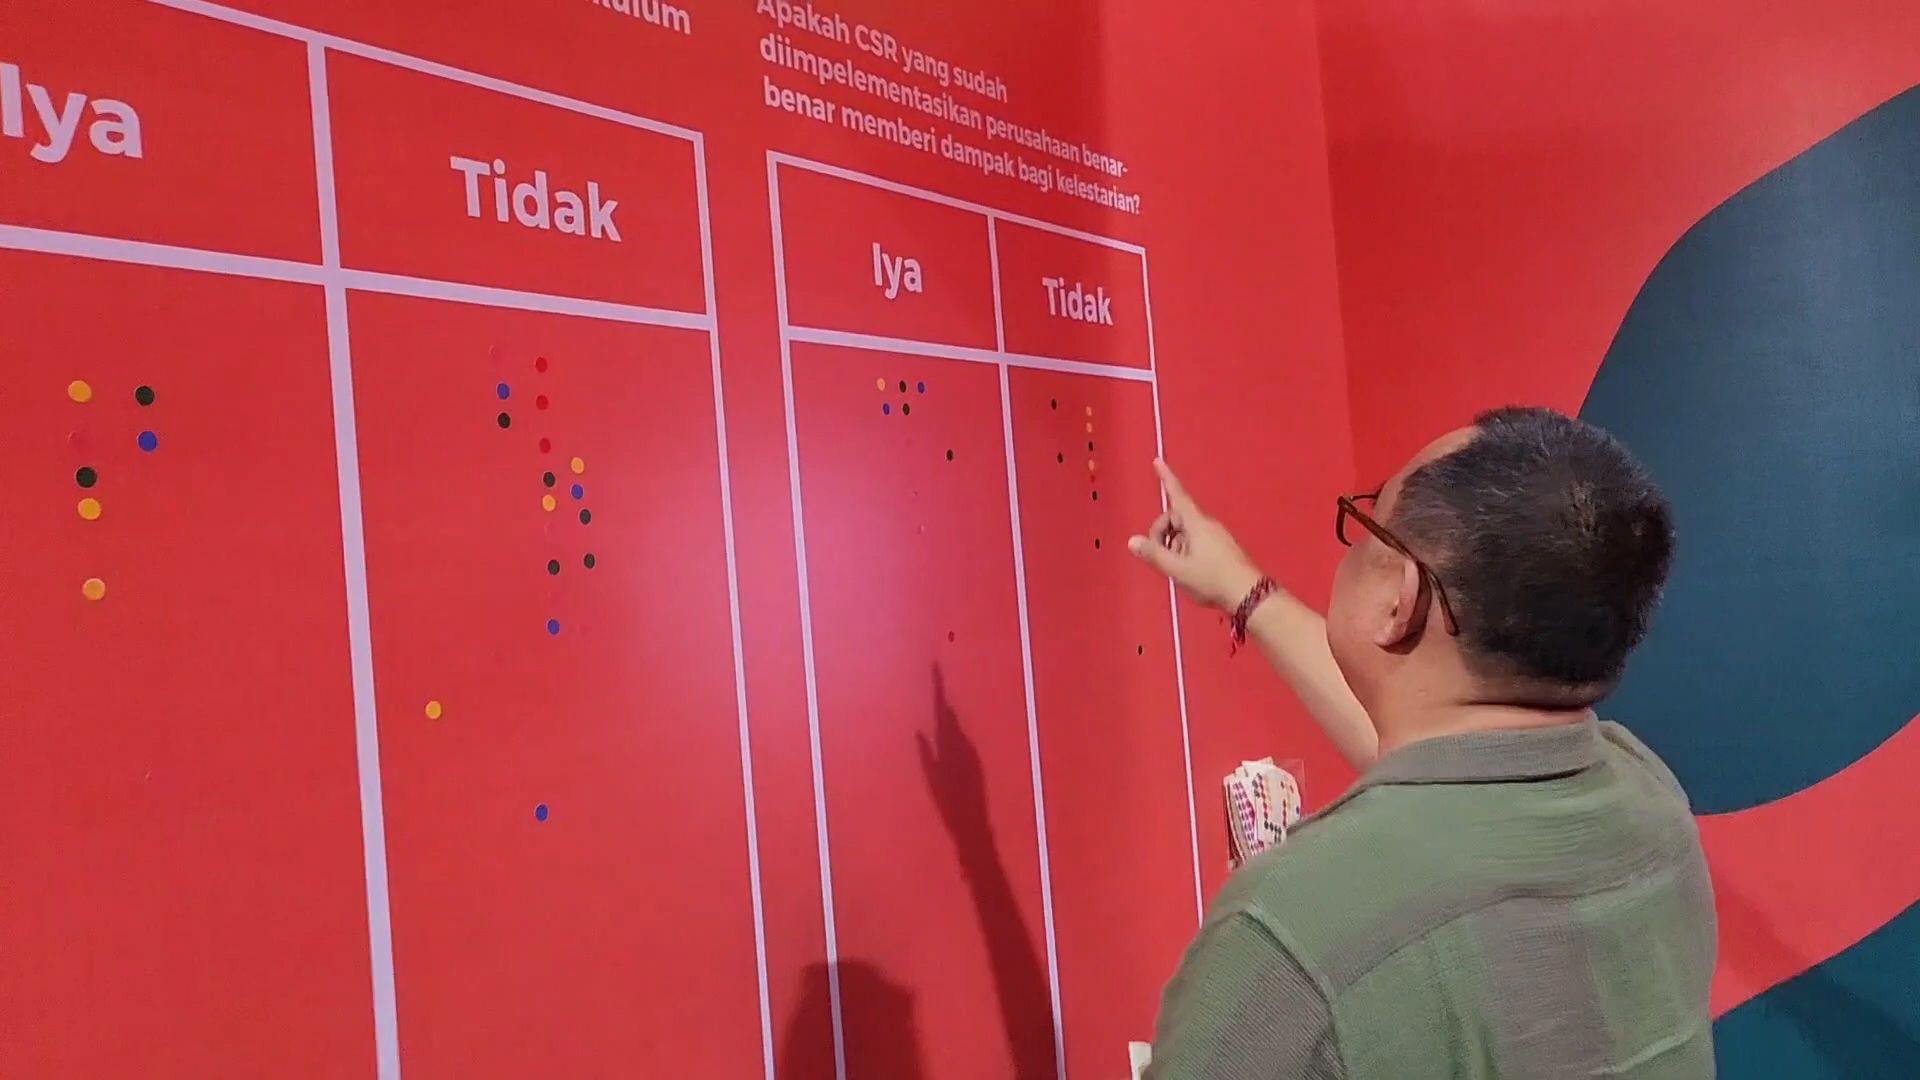 Iya
Tidak
Apakah CSR yang sudah
diimpelementasikan perusahaan benar-
benar memberi dampak bagi kelestarian?
Iya
Tidak